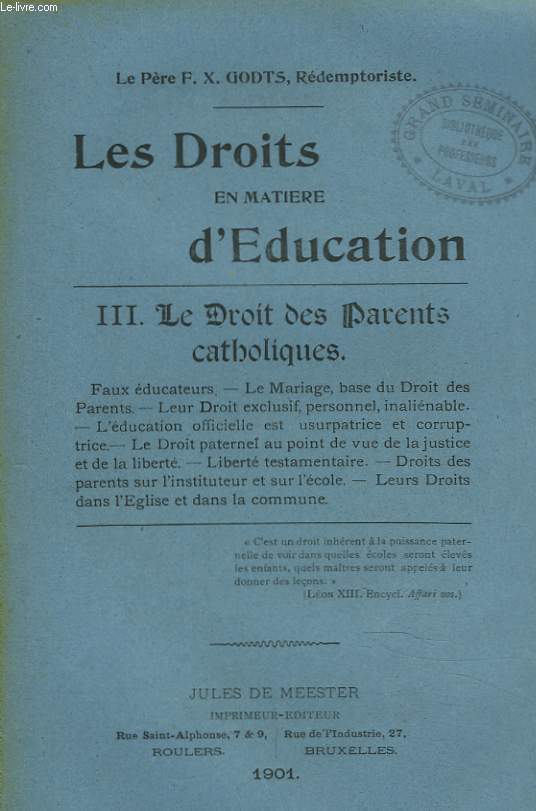 Le-livre.com
Le Père F. X. GODTS, Rédemptoriste.
GRAND SEMINAIRE
BIBLIOTHÈQUE
DES
PROFESSEURS
* LAVAL *
Les Droits
EN MATIERE
d'Education
III. Le Droit des Parents
catholiques.
Faux éducateurs. — Le Mariage, base du Droit des
Parents. — Leur Droit exclusif, personnel, inaliénable.
— L'éducation officielle est usurpatrice et corrup-
trice.— Le Droit paternel au point de vue de la justice
et de la liberté. — Liberté testamentaire. — Droits des
parents sur l'instituteur et sur l'école. — Leurs Droits
dans l'Eglise et dans la commune.
« C'est un droit inhérent à la puissance pater-
nelle de voir dans quelles écoles seront élevés
les enfants, quels maîtres seront appelés à leur
donner des leçons. »
(LÉON XIII. Encycl. Affari vos.)
JULES DE MEESTER
IMPRIMEUR-EDITEUR
Rue Saint-Alphonse, 7 & 9, Rue de l'Industrie, 27,
ROULERS. BRUXELLES.
1901.